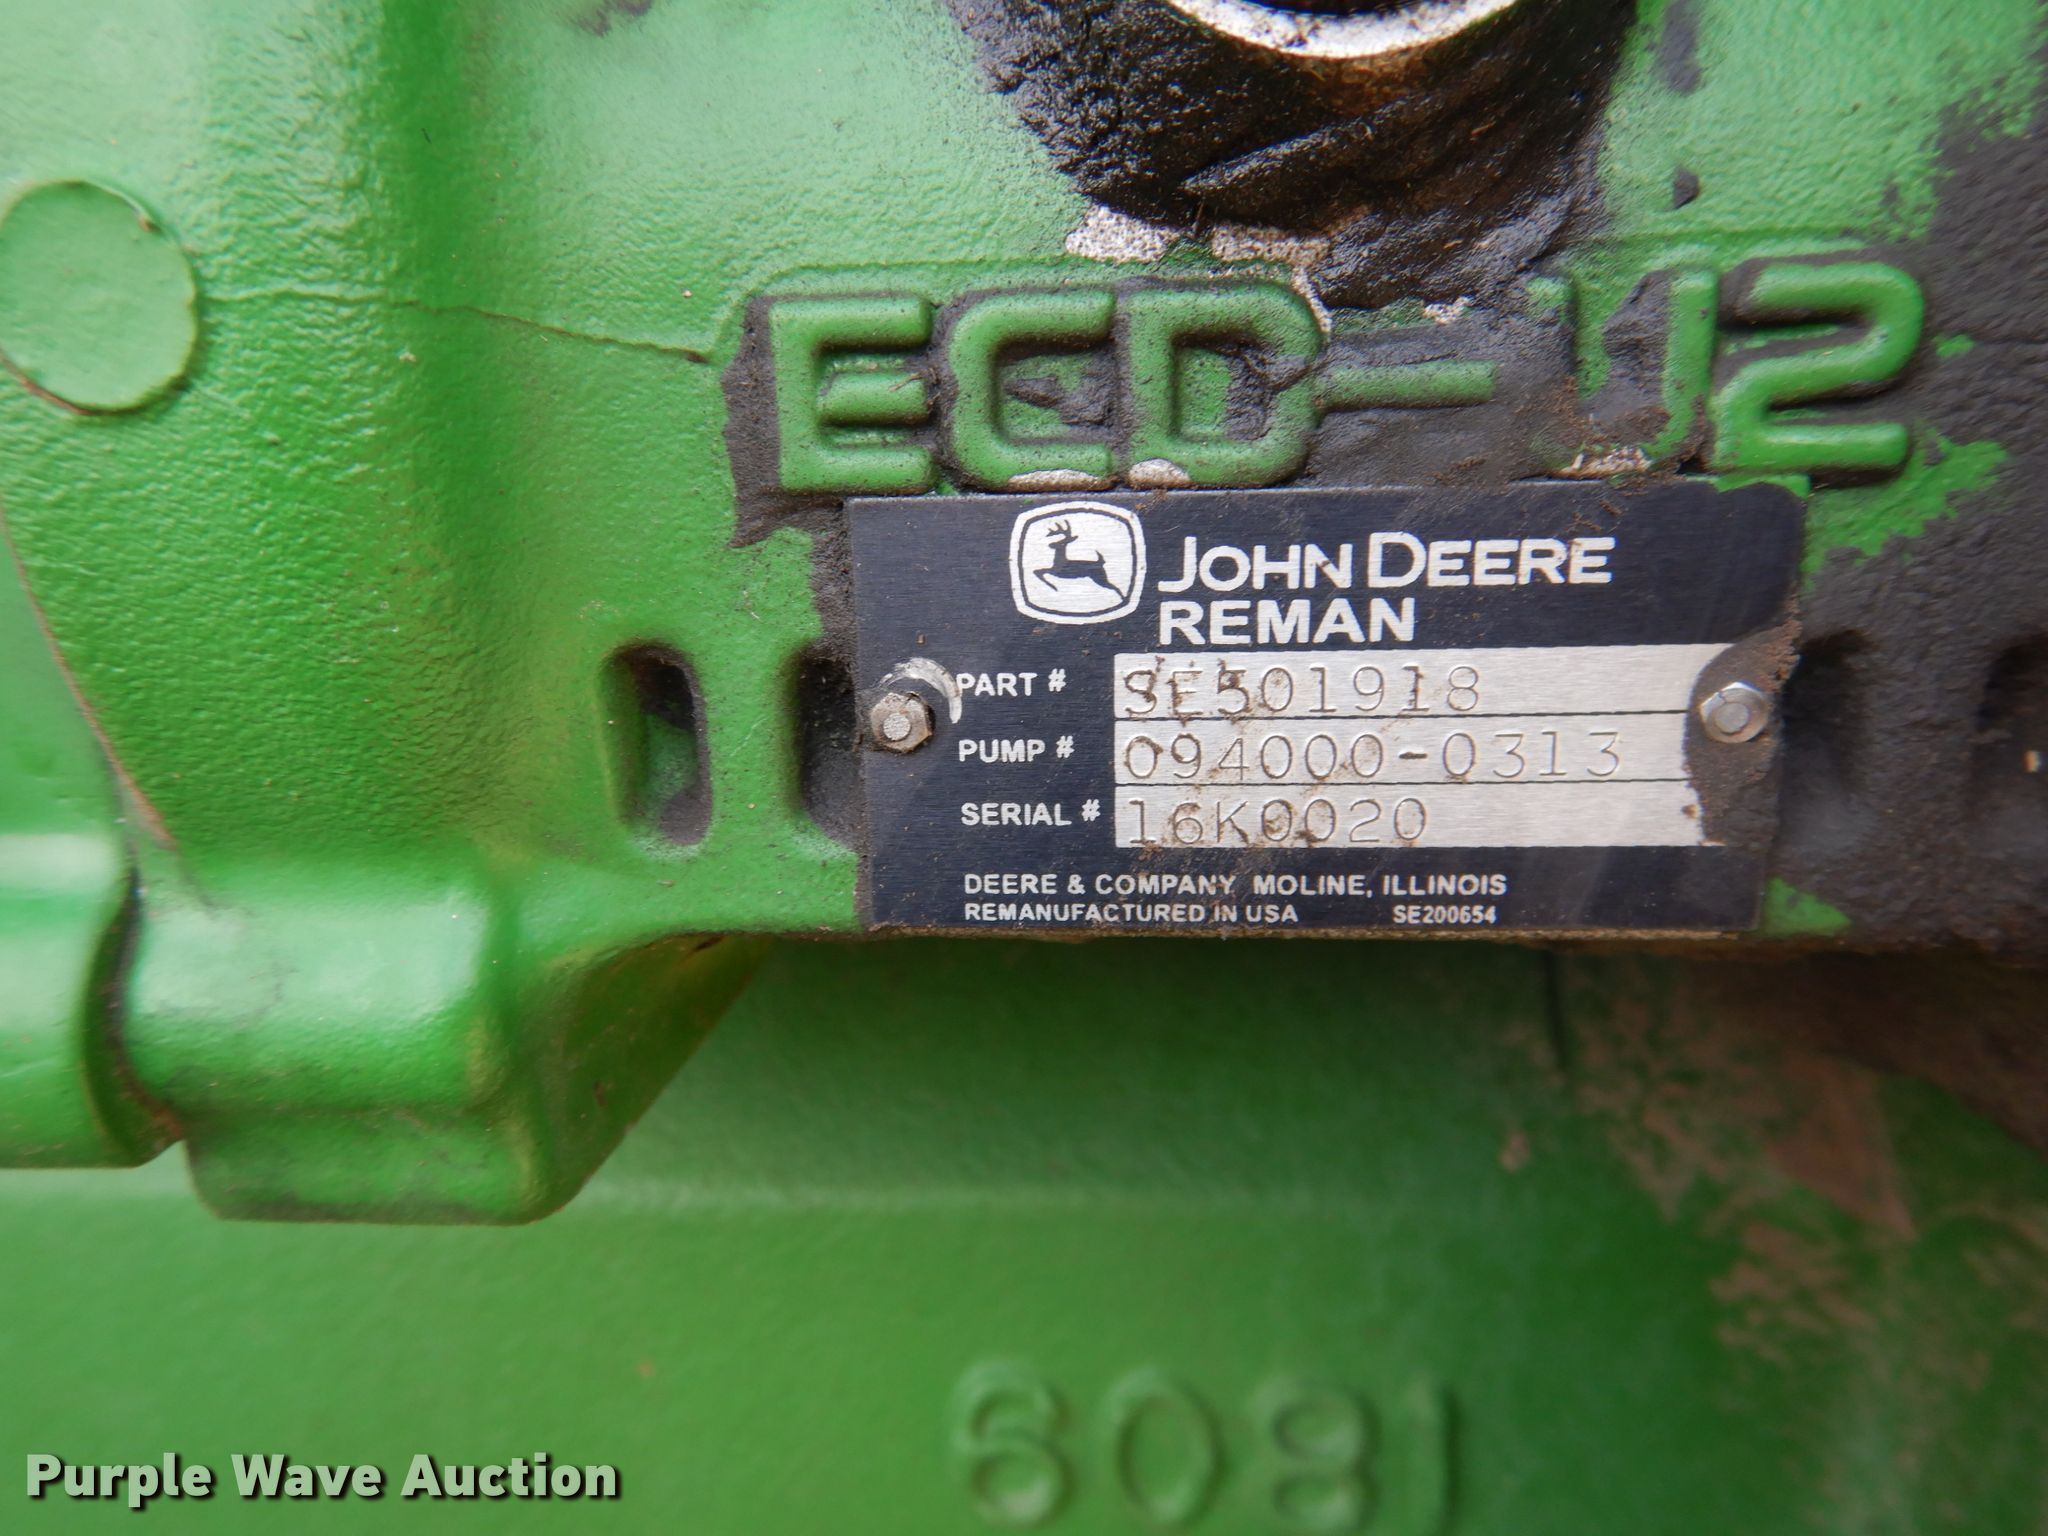 ECD-U2
JOHN DEERE
REMAN
PART # SE501918
PUMP # 094000-0313
SERIAL # 16K0020
DEERE & COMPANY MOLINE, ILLINOIS
REMANUFACTURED IN USA SE200654
6081
Purple Wave Auction